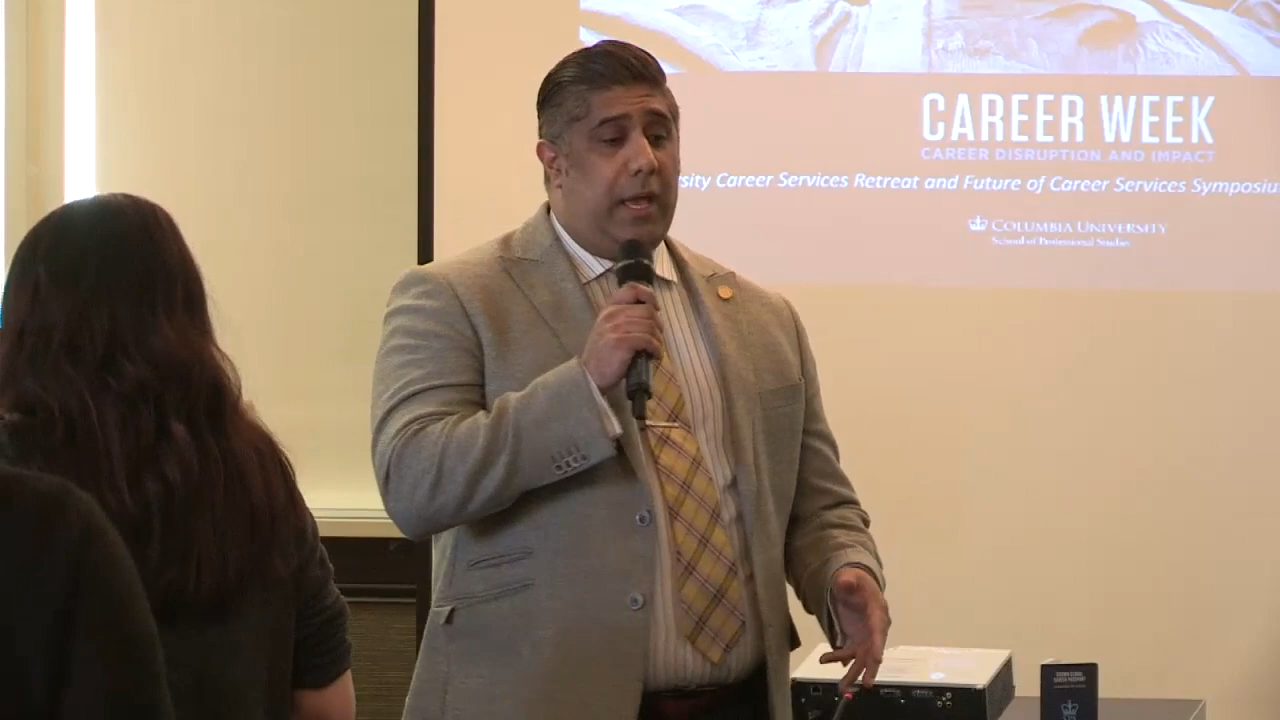 CAREER WEEK
CAREER DISRUPTION AND IMPACT
sity Career Services Retreat and Future of Career Services Symposiu
COLUMBIA UNIVERSITY
School of Professional Studies